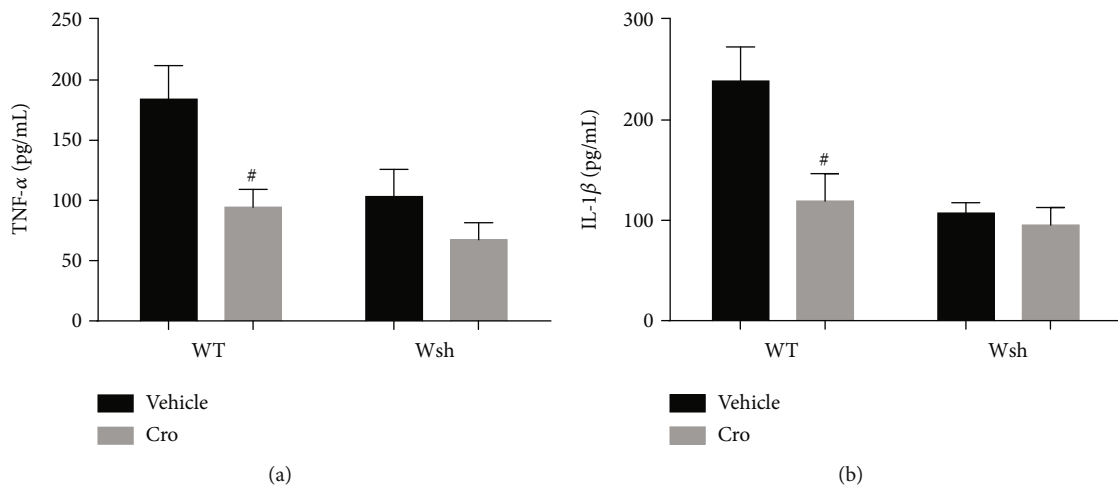 250
200
150
100
50
0
TNF-α (pg/mL)
#
WT
Wsh
Vehicle
Cro
(a)
300
200
100
0
IL-1β (pg/mL)
#
WT
Wsh
Vehicle
Cro
(b)